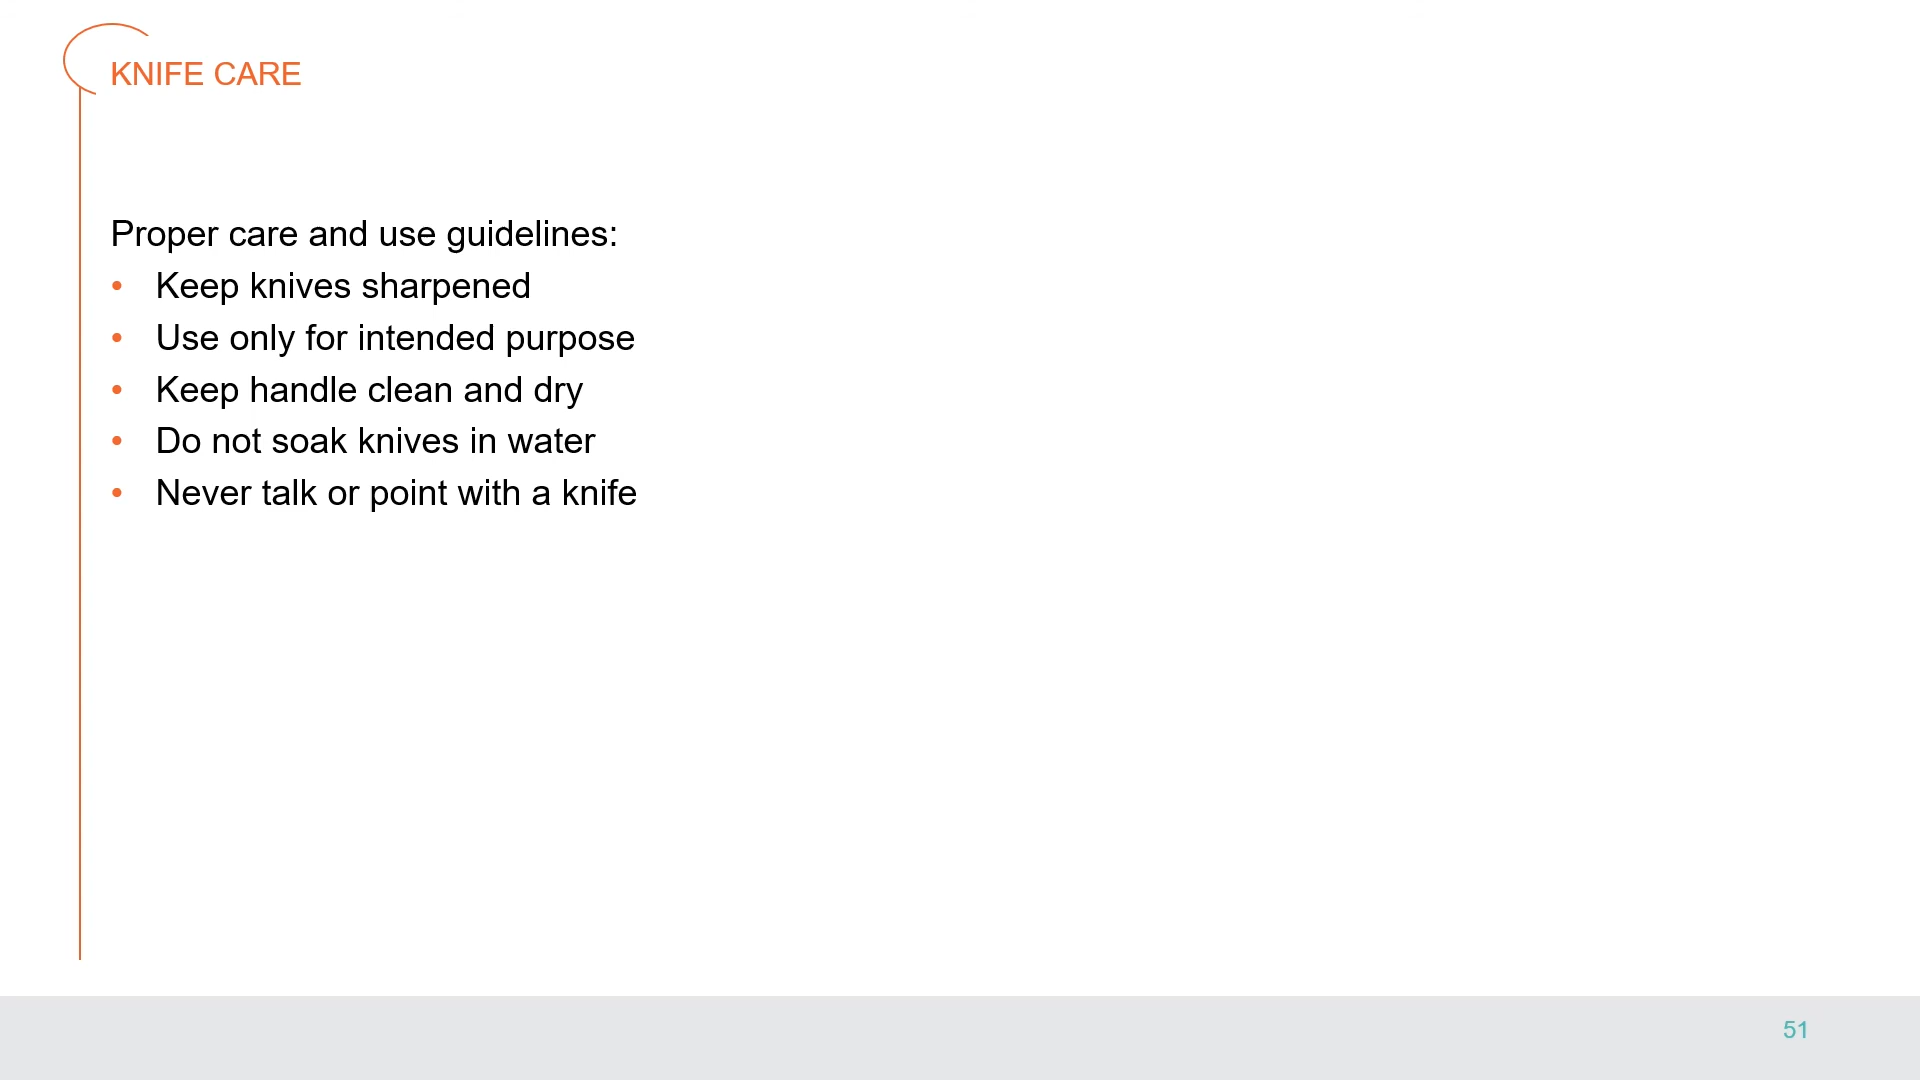 KNIFE CARE
Proper care and use guidelines:
• Keep knives sharpened
• Use only for intended purpose
• Keep handle clean and dry
• Do not soak knives in water
• Never talk or point with a knife
51